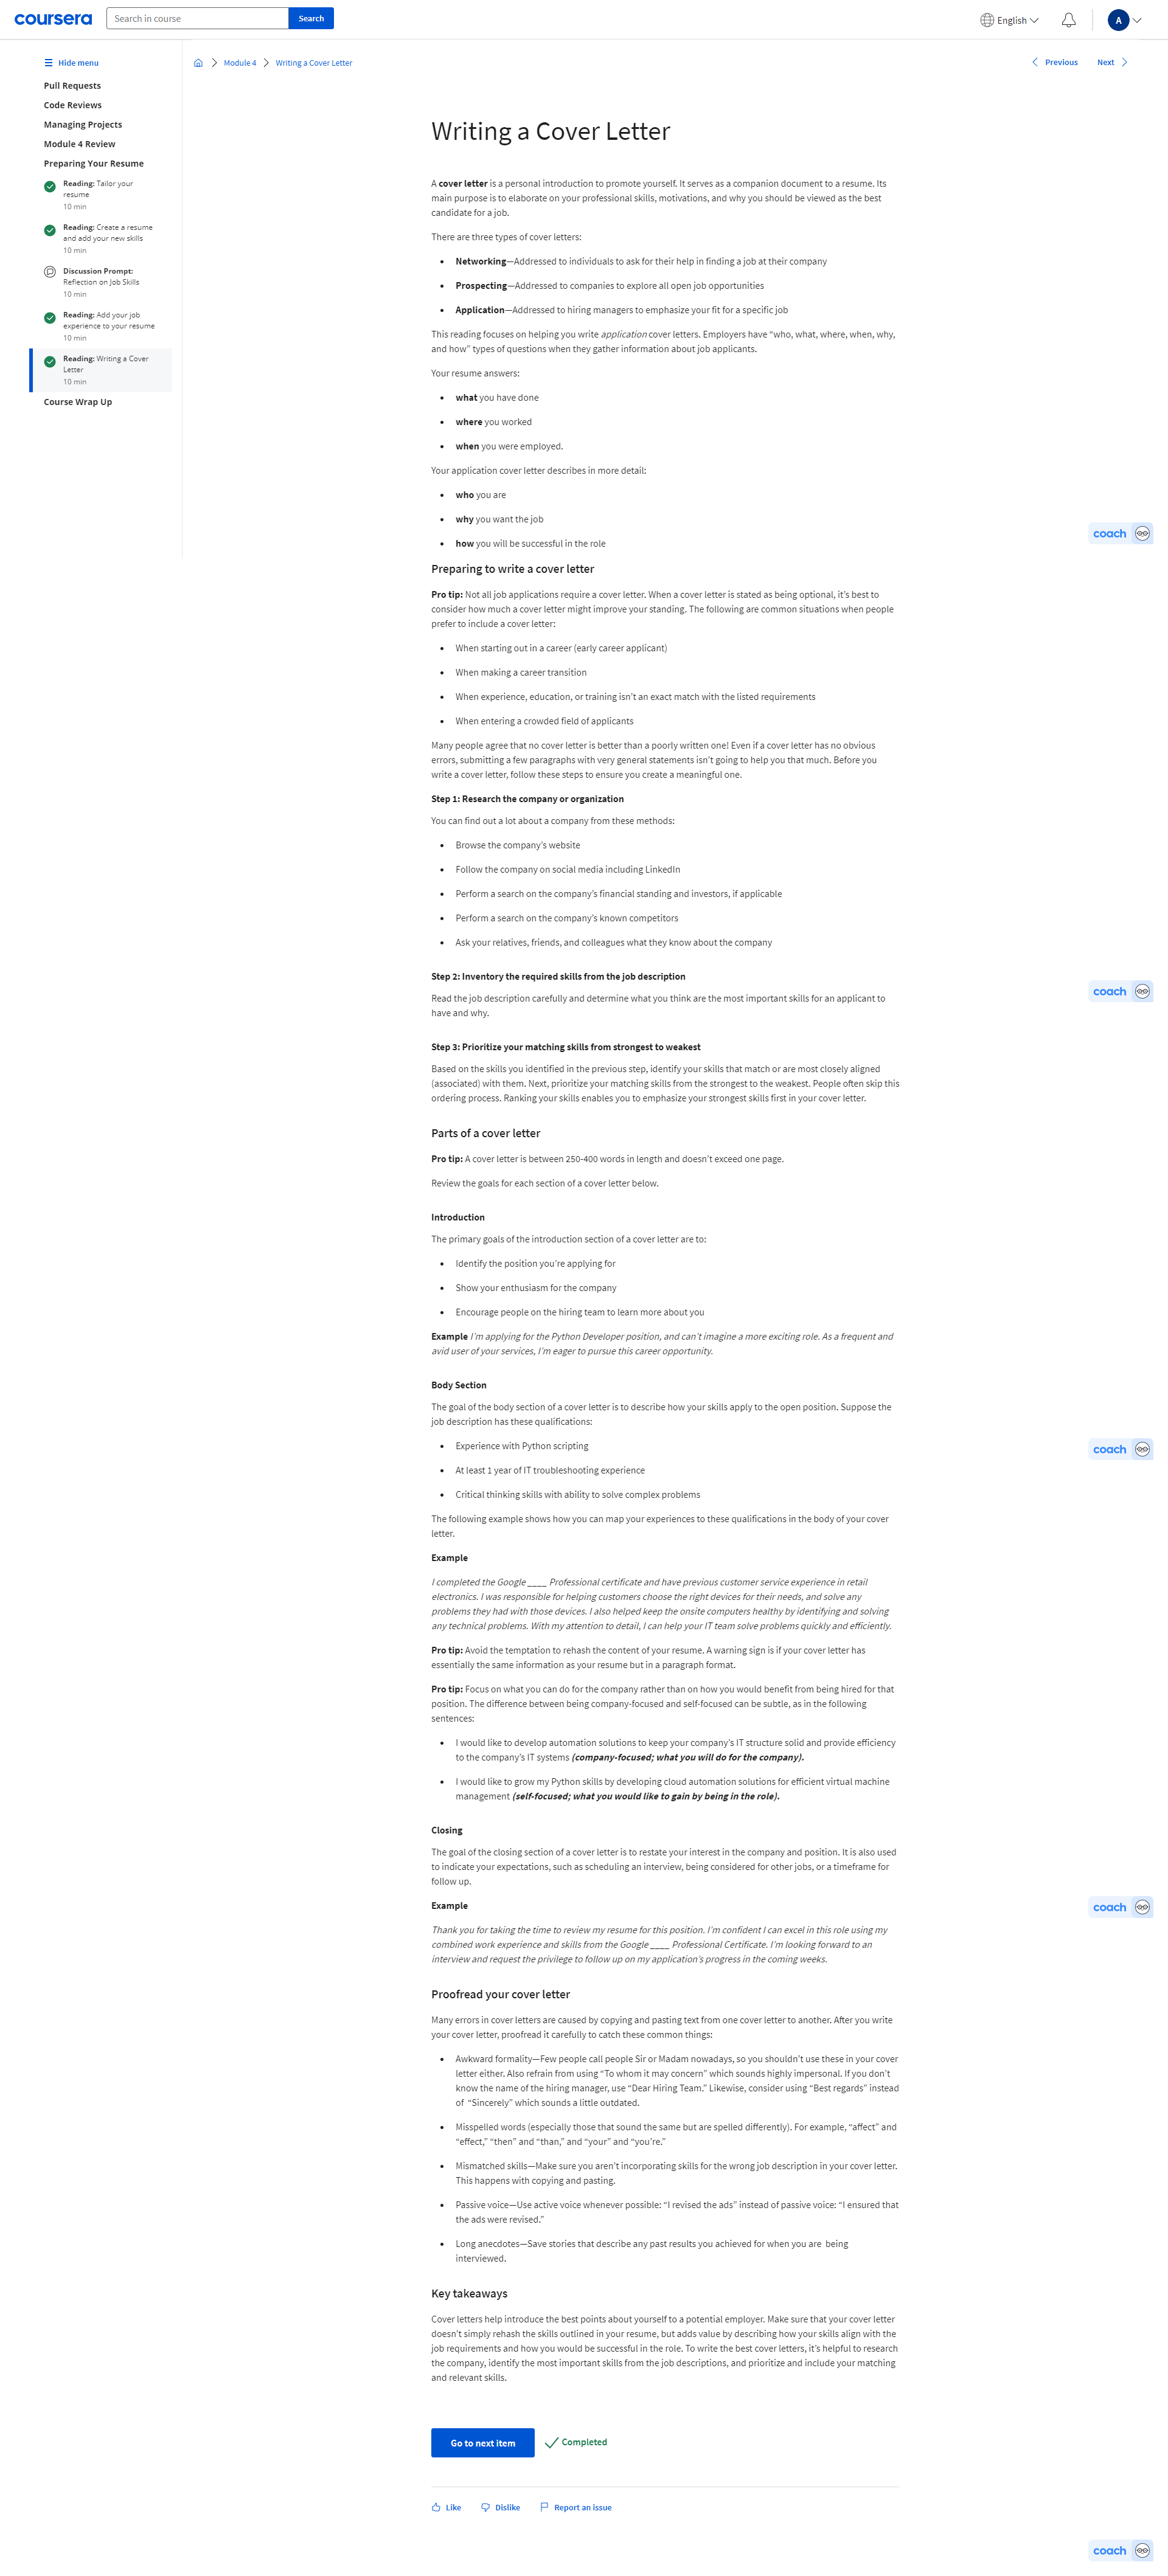 coursera
Search in course
Search
English
A
Hide menu
Pull Requests
Code Reviews
Managing Projects
Module 4 Review
Preparing Your Resume
Reading: Tailor your
resume
10 min
Reading: Create a resume
and add your new skills
10 min
Discussion Prompt:
Reflection on Job Skills
10 min
Reading: Add your job
experience to your resume
10 min
Reading: Writing a Cover
Letter
10 min
Course Wrap Up
Module 4
Writing a Cover Letter
Previous
Next
Writing a Cover Letter
A cover letter is a personal introduction to promote yourself. It serves as a companion document to a resume. Its
main purpose is to elaborate on your professional skills, motivations, and why you should be viewed as the best
candidate for a job.
There are three types of cover letters:
• Networking—Addressed to individuals to ask for their help in finding a job at their company
• Prospecting—Addressed to companies to explore all open job opportunities
• Application—Addressed to hiring managers to emphasize your fit for a specific job
This reading focuses on helping you write application cover letters. Employers have “who, what, where, when, why,
and how” types of questions when they gather information about job applicants.
Your resume answers:
• what you have done
• where you worked
• when you were employed.
Your application cover letter describes in more detail:
• who you are
• why you want the job
• how you will be successful in the role
coach
Preparing to write a cover letter
Pro tip: Not all job applications require a cover letter. When a cover letter is stated as being optional, it’s best to
consider how much a cover letter might improve your standing. The following are common situations when people
prefer to include a cover letter:
• When starting out in a career (early career applicant)
• When making a career transition
• When experience, education, or training isn’t an exact match with the listed requirements
• When entering a crowded field of applicants
Many people agree that no cover letter is better than a poorly written one! Even if a cover letter has no obvious
errors, submitting a few paragraphs with very general statements isn’t going to help you that much. Before you
write a cover letter, follow these steps to ensure you create a meaningful one.
Step 1: Research the company or organization
You can find out a lot about a company from these methods:
• Browse the company’s website
• Follow the company on social media including LinkedIn
• Perform a search on the company’s financial standing and investors, if applicable
• Perform a search on the company’s known competitors
• Ask your relatives, friends, and colleagues what they know about the company
Step 2: Inventory the required skills from the job description
coach
Read the job description carefully and determine what you think are the most important skills for an applicant to
have and why.
Step 3: Prioritize your matching skills from strongest to weakest
Based on the skills you identified in the previous step, identify your skills that match or are most closely aligned
(associated) with them. Next, prioritize your matching skills from the strongest to the weakest. People often skip this
ordering process. Ranking your skills enables you to emphasize your strongest skills first in your cover letter.
Parts of a cover letter
Pro tip: A cover letter is between 250-400 words in length and doesn’t exceed one page.
Review the goals for each section of a cover letter below.
Introduction
The primary goals of the introduction section of a cover letter are to:
• Identify the position you’re applying for
• Show your enthusiasm for the company
• Encourage people on the hiring team to learn more about you
Example I’m applying for the Python Developer position, and can’t imagine a more exciting role. As a frequent and
avid user of your services, I’m eager to pursue this career opportunity.
Body Section
The goal of the body section of a cover letter is to describe how your skills apply to the open position. Suppose the
job description has these qualifications:
• Experience with Python scripting
coach
• At least 1 year of IT troubleshooting experience
• Critical thinking skills with ability to solve complex problems
The following example shows how you can map your experiences to these qualifications in the body of your cover
letter.
Example
I completed the Google ____ Professional certificate and have previous customer service experience in retail
electronics. I was responsible for helping customers choose the right devices for their needs, and solve any
problems they had with those devices. I also helped keep the onsite computers healthy by identifying and solving
any technical problems. With my attention to detail, I can help your IT team solve problems quickly and efficiently.
Pro tip: Avoid the temptation to rehash the content of your resume. A warning sign is if your cover letter has
essentially the same information as your resume but in a paragraph format.
Pro tip: Focus on what you can do for the company rather than on how you would benefit from being hired for that
position. The difference between being company-focused and self-focused can be subtle, as in the following
sentences:
• I would like to develop automation solutions to keep your company’s IT structure solid and provide efficiency
to the company’s IT systems (company-focused; what you will do for the company).
• I would like to grow my Python skills by developing cloud automation solutions for efficient virtual machine
management (self-focused; what you would like to gain by being in the role).
Closing
The goal of the closing section of a cover letter is to restate your interest in the company and position. It is also used
to indicate your expectations, such as scheduling an interview, being considered for other jobs, or a timeframe for
follow up.
Example
coach
Thank you for taking the time to review my resume for this position. I’m confident I can excel in this role using my
combined work experience and skills from the Google ____ Professional Certificate. I’m looking forward to an
interview and request the privilege to follow up on my application’s progress in the coming weeks.
Proofread your cover letter
Many errors in cover letters are caused by copying and pasting text from one cover letter to another. After you write
your cover letter, proofread it carefully to catch these common things:
• Awkward formality—Few people call people Sir or Madam nowadays, so you shouldn’t use these in your cover
letter either. Also refrain from using “To whom it may concern” which sounds highly impersonal. If you don’t
know the name of the hiring manager, use “Dear Hiring Team.” Likewise, consider using “Best regards” instead
of “Sincerely” which sounds a little outdated.
• Misspelled words (especially those that sound the same but are spelled differently). For example, “affect” and
“effect,” “then” and “than,” and “your” and “you’re.”
• Mismatched skills—Make sure you aren’t incorporating skills for the wrong job description in your cover letter.
This happens with copying and pasting.
• Passive voice—Use active voice whenever possible: “I revised the ads” instead of passive voice: “I ensured that
the ads were revised.”
• Long anecdotes—Save stories that describe any past results you achieved for when you are being
interviewed.
Key takeaways
Cover letters help introduce the best points about yourself to a potential employer. Make sure that your cover letter
doesn’t simply rehash the skills outlined in your resume, but adds value by describing how your skills align with the
job requirements and how you would be successful in the role. To write the best cover letters, it’s helpful to research
the company, identify the most important skills from the job descriptions, and prioritize and include your matching
and relevant skills.
Go to next item
Completed
Like
Dislike
Report an issue
coach